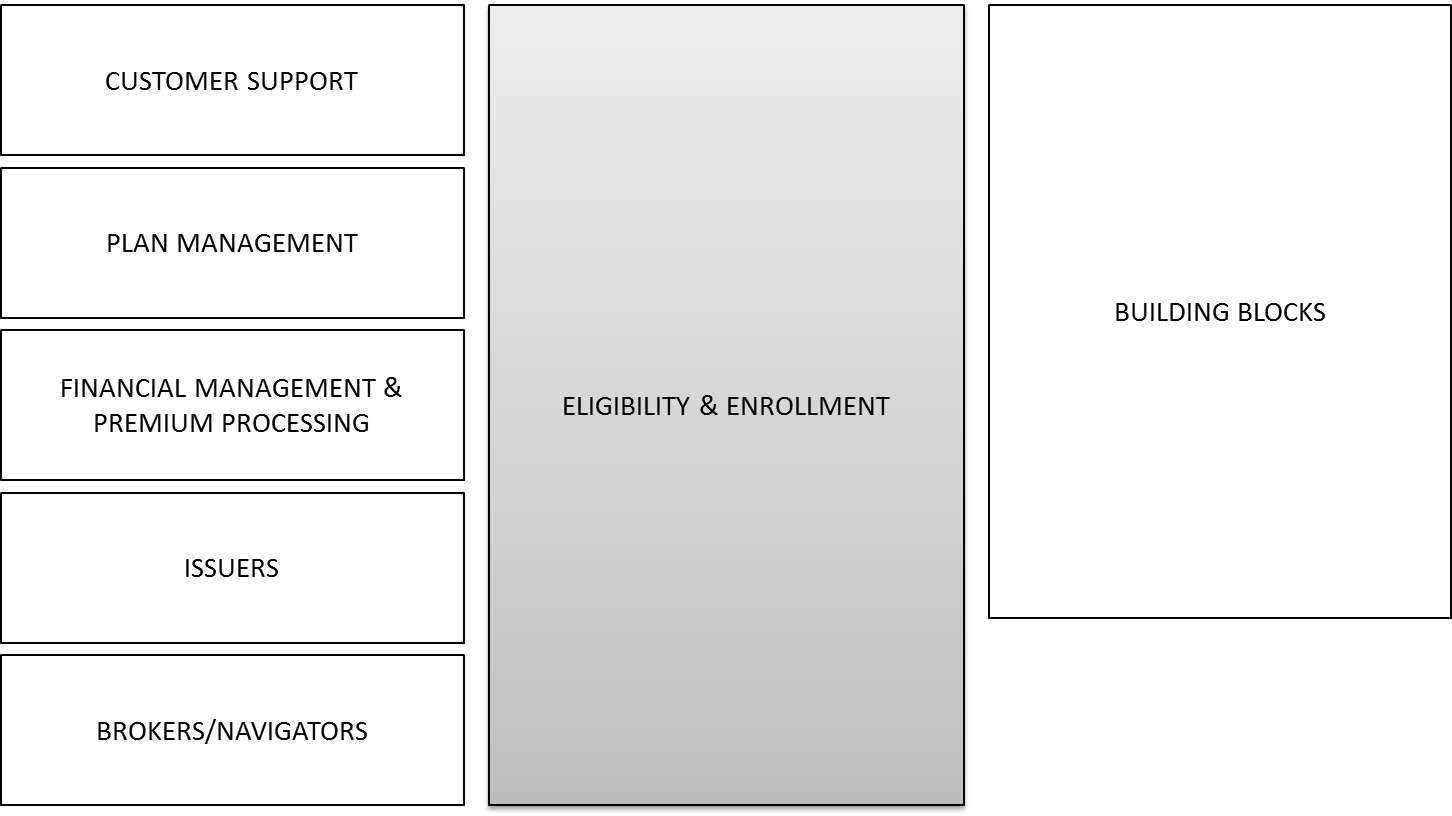 CUSTOMER SUPPORT
PLAN MANAGEMENT
FINANCIAL MANAGEMENT &
PREMIUM PROCESSING
ISSUERS
BROKERS/NAVIGATORS
ELIGIBILITY & ENROLLMENT
BUILDING BLOCKS